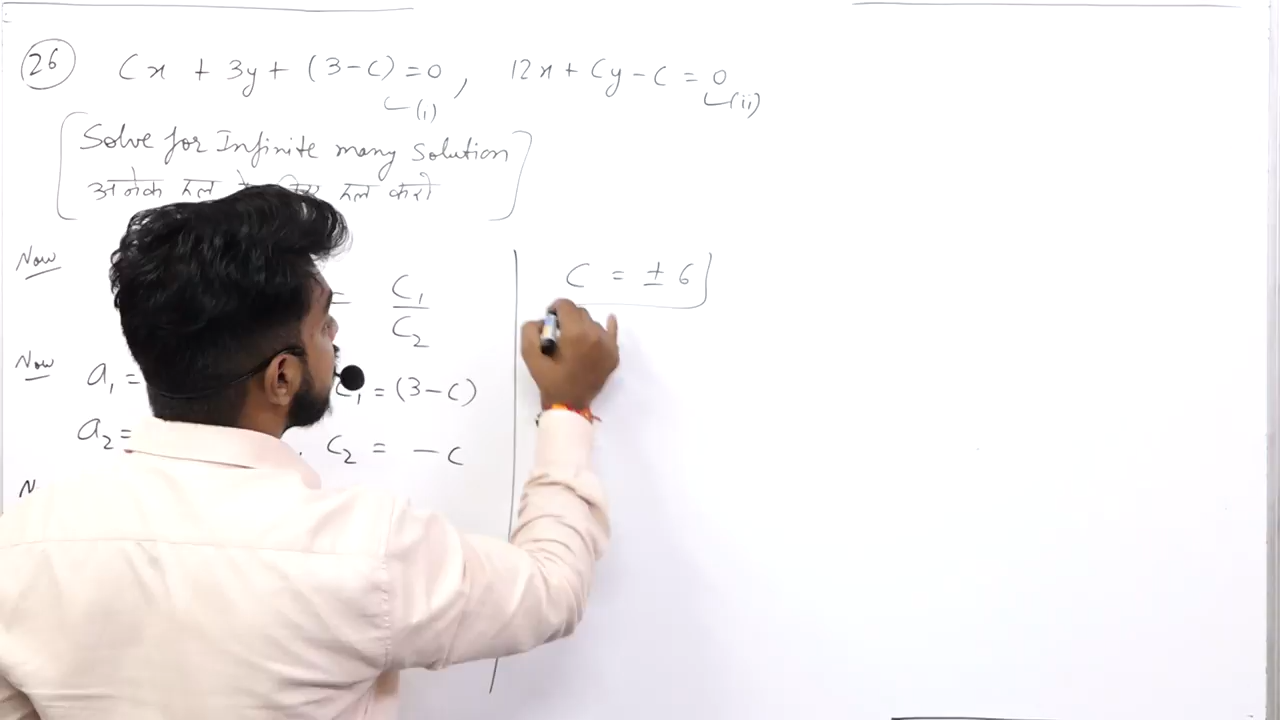 26 Cx + 3y + (3-C) = 0, 12x + Cy - C = 0
(i) (ii)
[Solve for Infinite many Solution
अनेक हल हल करो]
Now = C₁/C₂
Now a₁ = C₁ = (3-C)
a₂ = C₂ = -C
C = ± 6